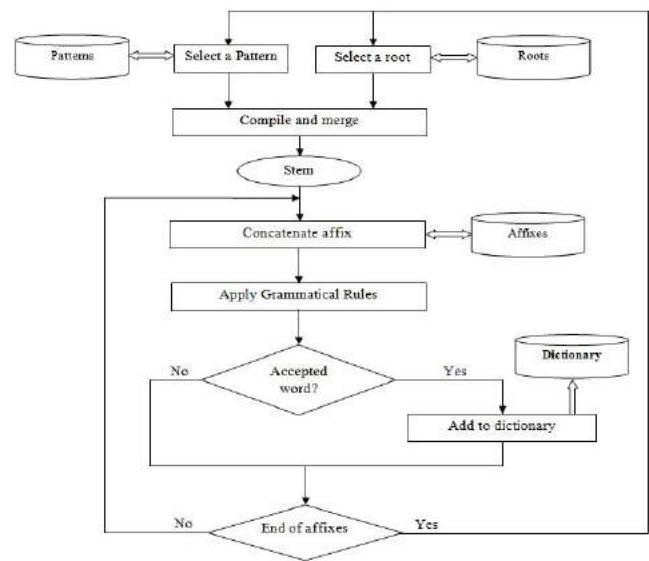 Patterns
Select a Pattern
Select a root
Roots
Compile and merge
Stem
Concatenate affix
Affixes
Apply Grammatical Rules
Dictionary
No
Accepted
word?
Yes
Add to dictionary
No
End of affixes
Yes